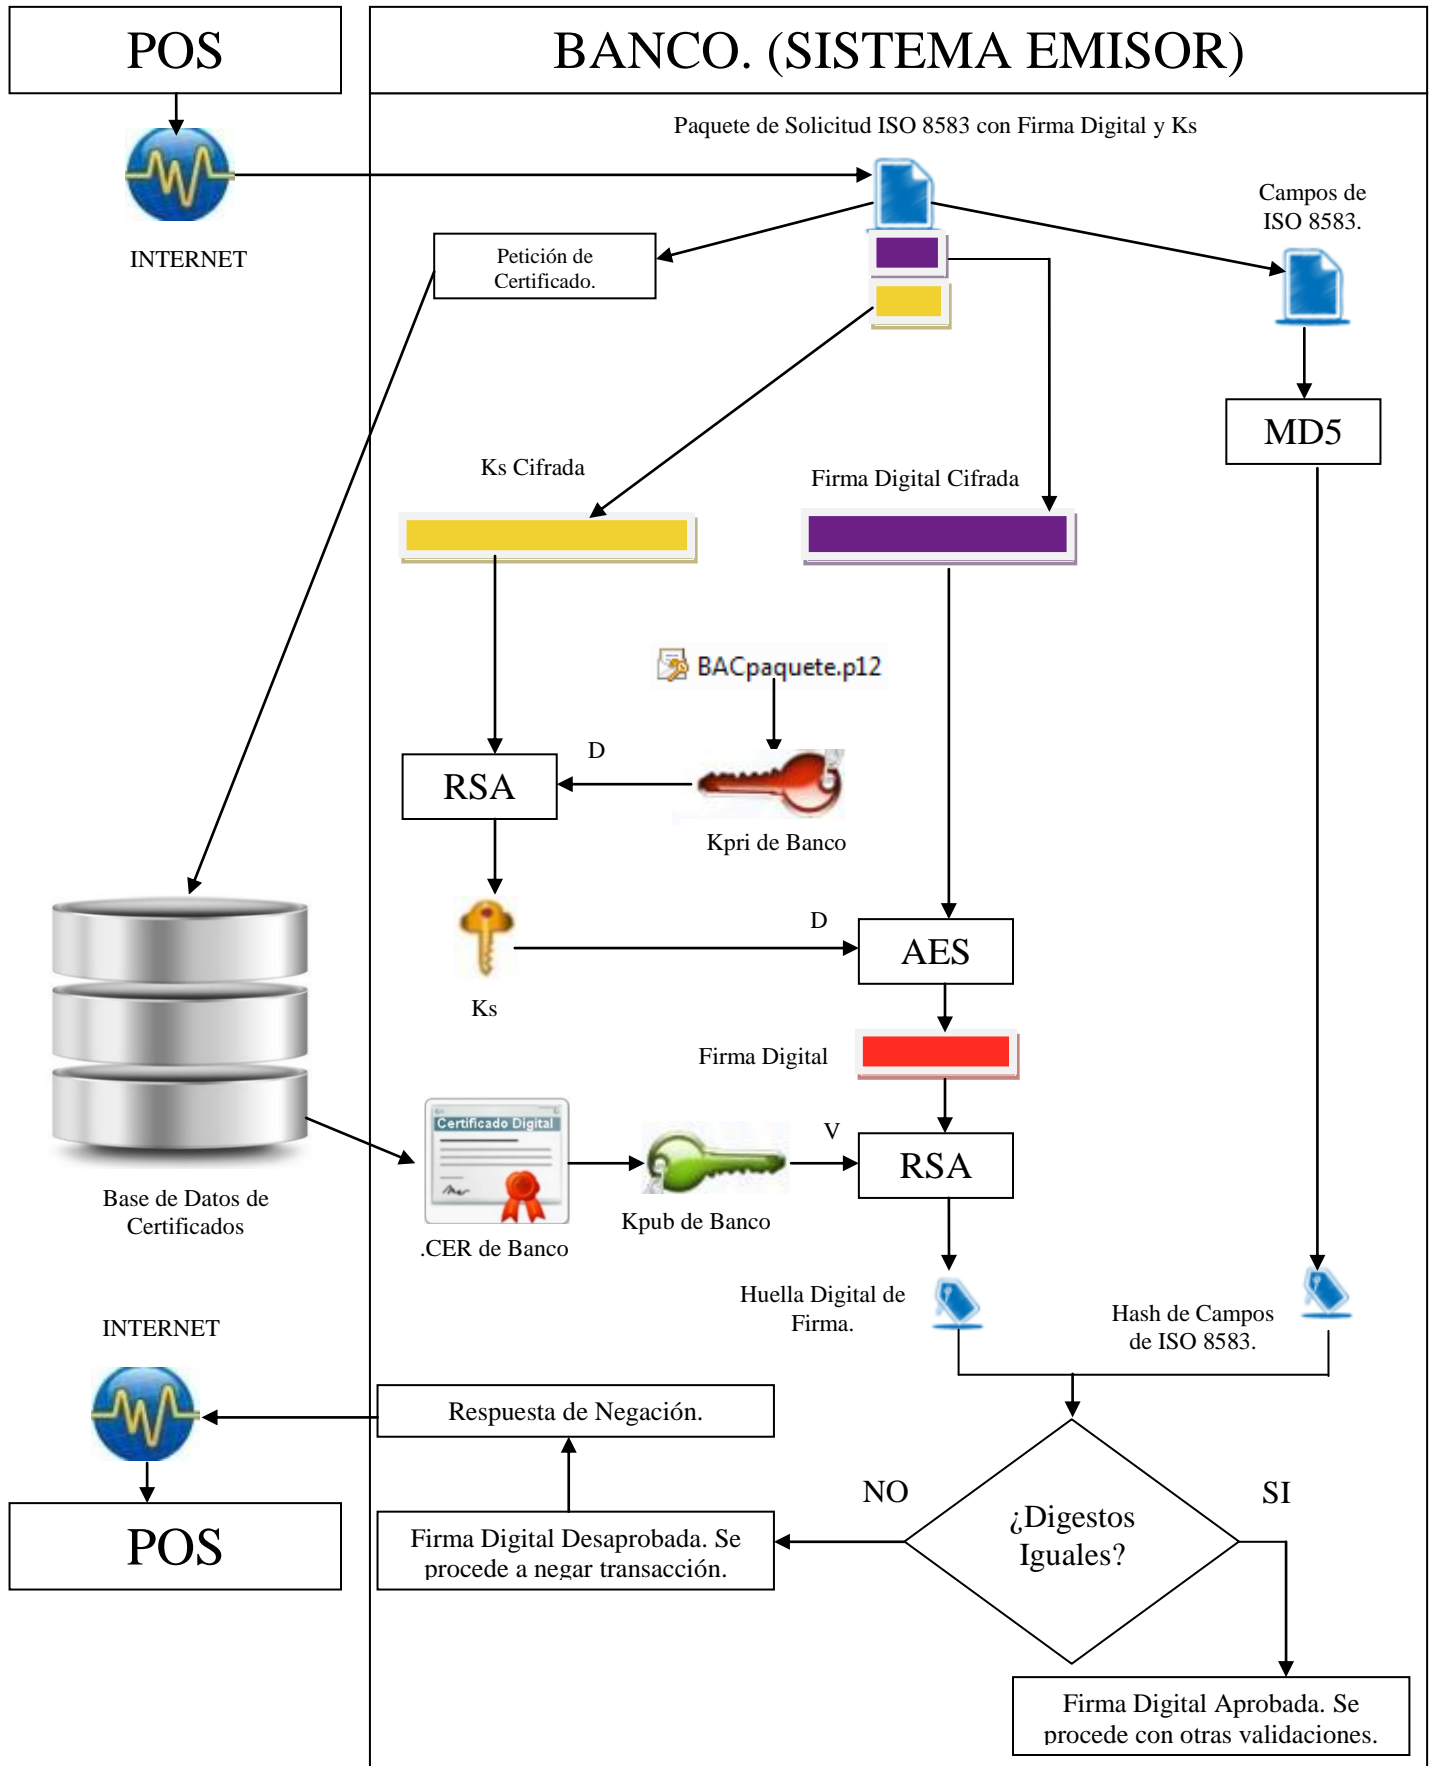 POS
BANCO. (SISTEMA EMISOR)
Paquete de Solicitud ISO 8583 con Firma Digital y Ks
INTERNET
Petición de
Certificado.
Campos de
ISO 8583.
MD5
Ks Cifrada
Firma Digital Cifrada
BACpaquete.p12
D
RSA
Kpri de Banco
D
AES
Ks
Firma Digital
Certificado Digital
V
RSA
Base de Datos de
Certificados
Kpub de Banco
.CER de Banco
Huella Digital de
Firma.
Hash de Campos
de ISO 8583.
INTERNET
Respuesta de Negación.
POS
Firma Digital Desaprobada. Se
procede a negar transacción.
NO
¿Digestos
Iguales?
SI
Firma Digital Aprobada. Se
procede con otras validaciones.